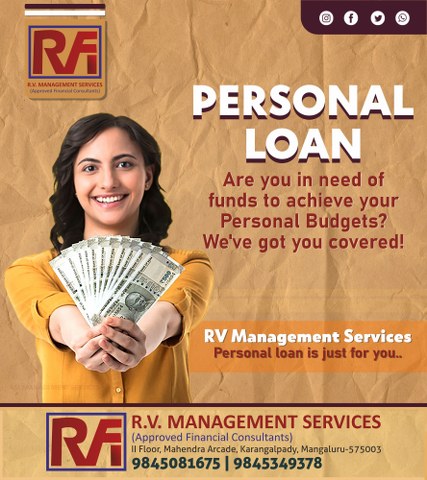 RFI
R.V. MANAGEMENT SERVICES
(Approved Financial Consultants)
PERSONAL
LOAN
Are you in need of
funds to achieve your
Personal Budgets?
We've got you covered!
RV Management Services
Personal loan is just for you..
RFI
R.V. MANAGEMENT SERVICES
(Approved Financial Consultants)
II Floor, Mahendra Arcade, Karangalpady, Mangaluru-575003
9845081675 | 9845349378